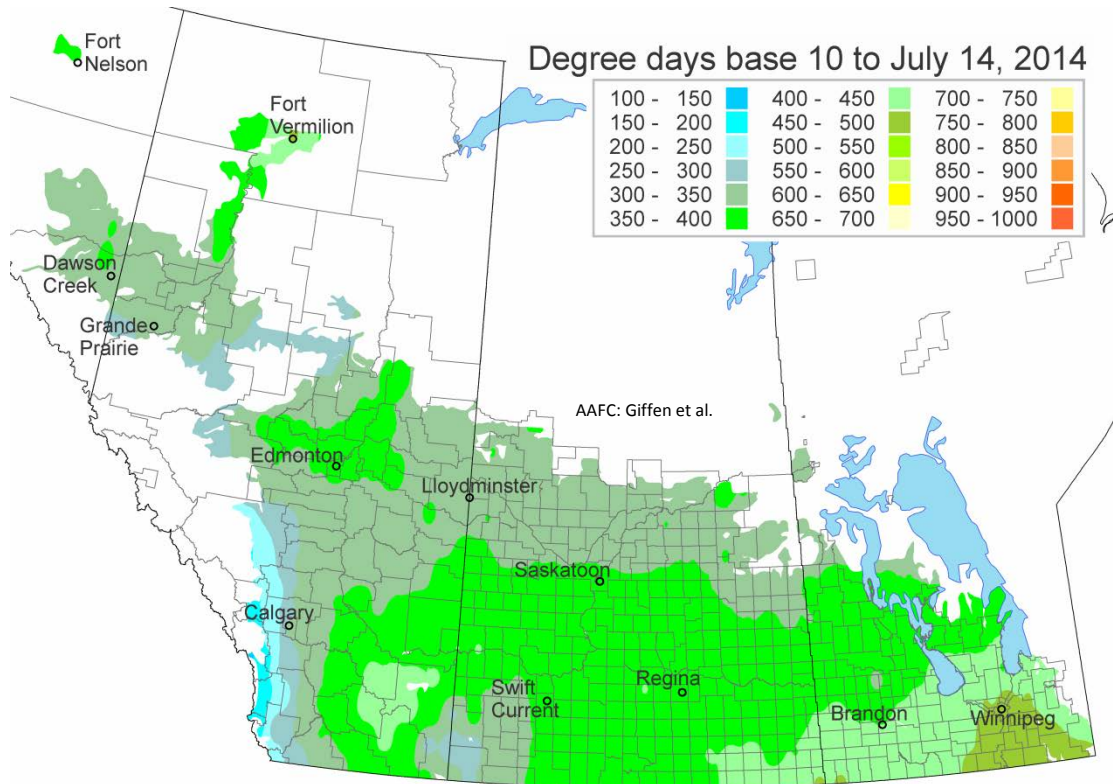 Fort
Nelson
Degree days base 10 to July 14, 2014
100 - 150 400 - 450 700 - 750
150 - 200 450 - 500 750 - 800
200 - 250 500 - 550 800 - 850
250 - 300 550 - 600 850 - 900
300 - 350 600 - 650 900 - 950
350 - 400 650 - 700 950 - 1000
Fort
Vermilion
Dawson
Creek
Grande
Prairie
AAFC: Giffen et al.
Edmonton
Lloydminster
Saskatoon
Calgary
Swift
Current
Regina
Brandon
Winnipeg